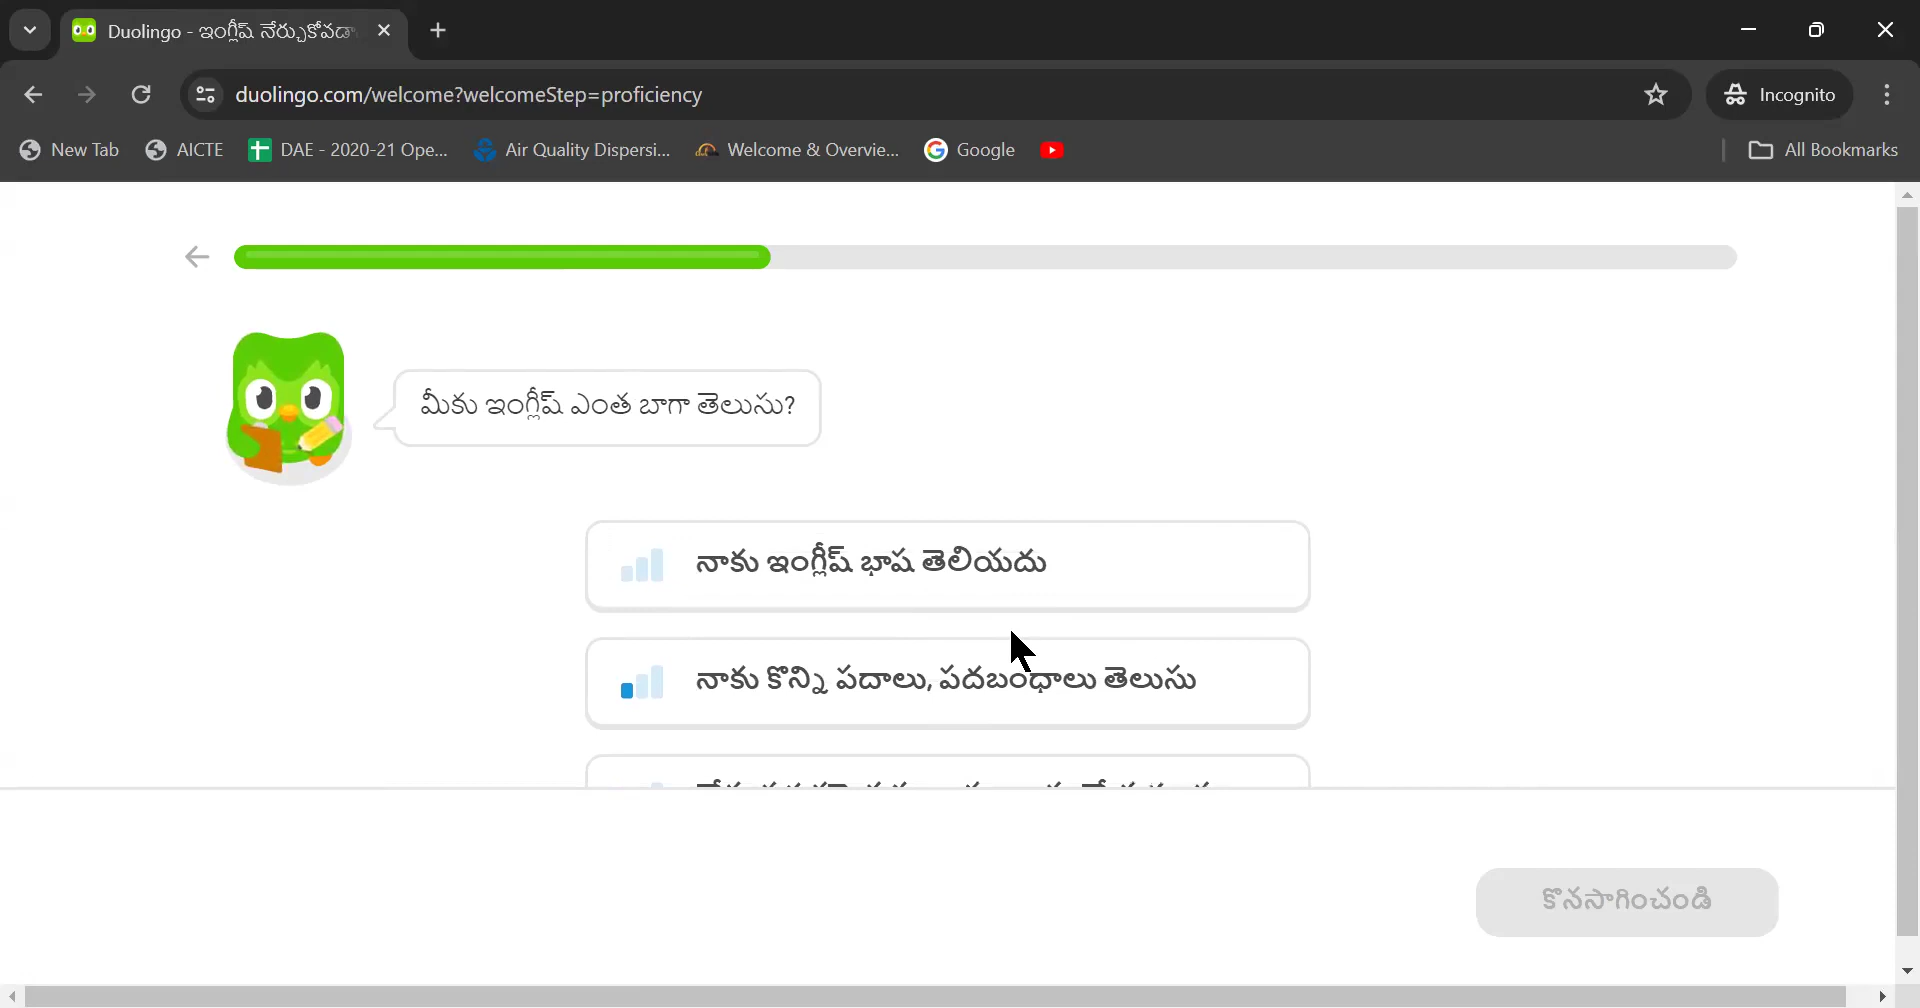 Duolingo - ఇంగ్లీష్ నేర్చుకోవడా
duolingo.com/welcome?welcomeStep=proficiency
Incognito
New Tab
AICTE
DAE - 2020-21 Ope...
Air Quality Dispersi...
Welcome & Overvie...
Google
All Bookmarks
మీకు ఇంగ్లీష్ ఎంత బాగా తెలుసు?
నాకు ఇంగ్లీష్ భాష తెలియదు
నాకు కొన్ని పదాలు, పదబంధాలు తెలుసు
కొనసాగించండి